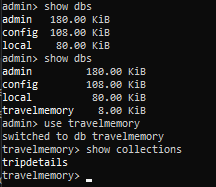 admin> show dbs
admin   180.00 KiB
config  108.00 KiB
local    80.00 KiB
admin> show dbs
admin         180.00 KiB
config        108.00 KiB
local          80.00 KiB
travelmemory    8.00 KiB
admin> use travelmemory
switched to db travelmemory
travelmemory> show collections
tripdetails
travelmemory>